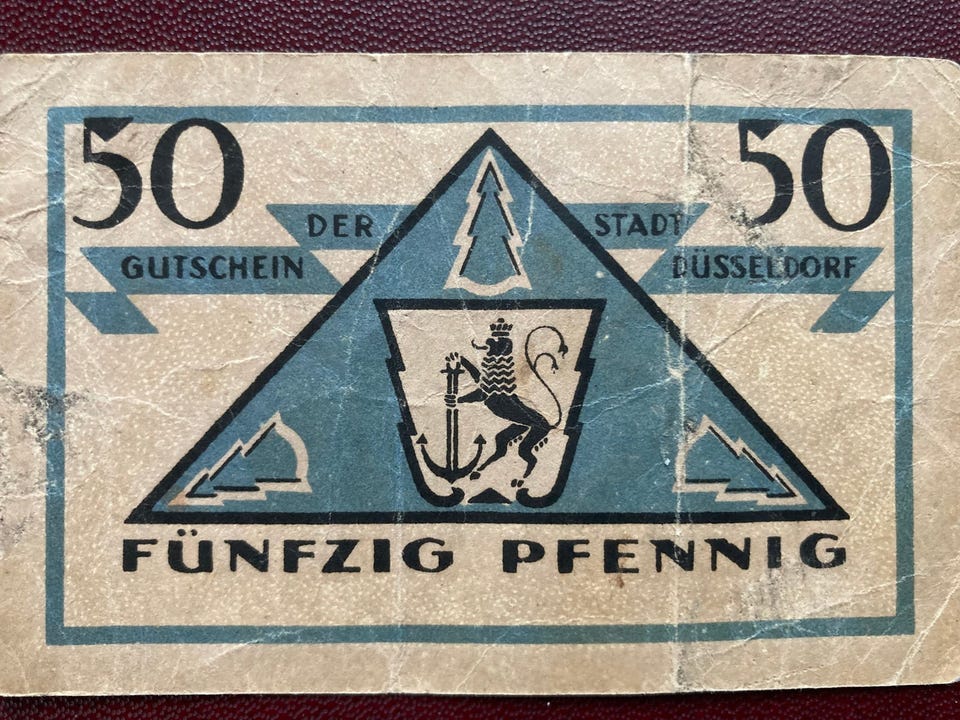 50 50
DER STADT
GUTSCHEIN DÜSSELDORF
FÜNFZIG PFENNIG